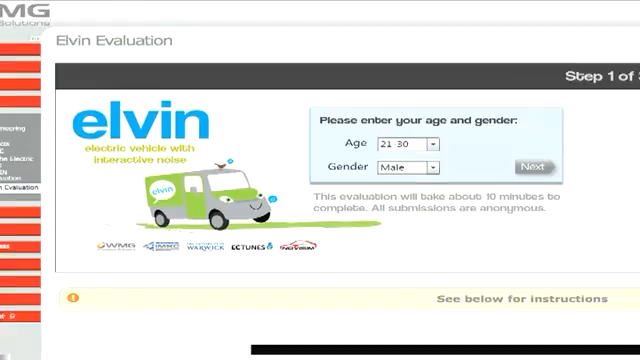 WMG
Solutions
Elvin Evaluation
Step 1 of
elvin
electric vehicle with
interactive noise
Please enter your age and gender:
Age
21-30
Gender
Male
Next
This evaluation will take about 10 minutes to
complete. All submissions are anonymous.
elvin
WMG
WARWICK
ECTUNES
See below for instructions